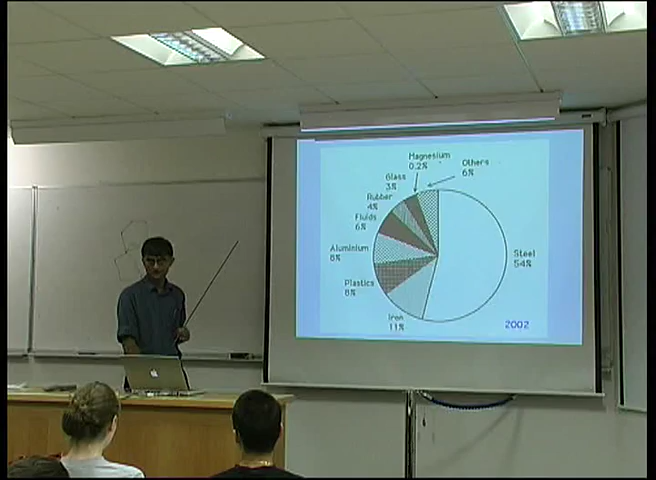 Magnesium
0.2%
Others
6%
Glass
3%
Rubber
4%
Fluids
6%
Aluminium
8%
Plastics
8%
Iron
11%
Steel
54%
2002